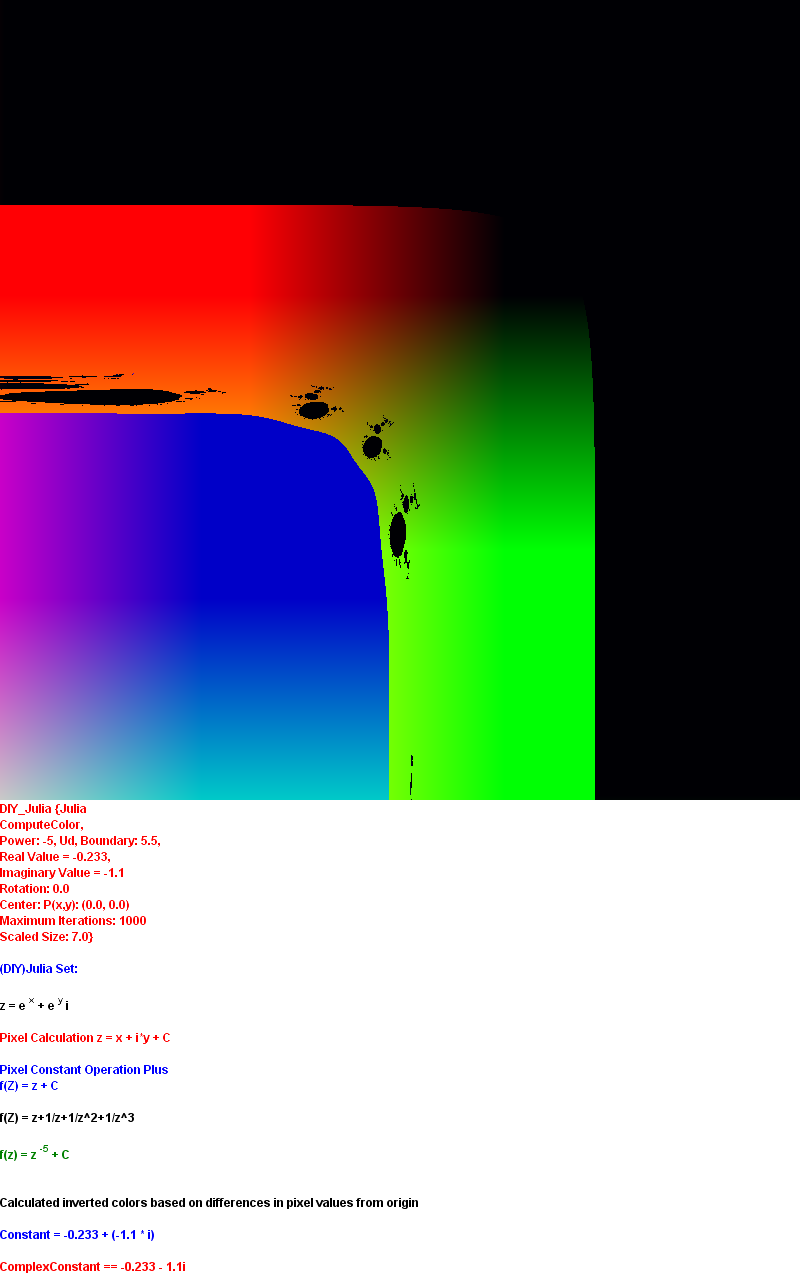 DIY_Julia {Julia
ComputeColor,
Power: -5, Ud, Boundary: 5.5,
Real Value = -0.233,
Imaginary Value = -1.1
Rotation: 0.0
Center: P(x,y): (0.0, 0.0)
Maximum Iterations: 1000
Scaled Size: 7.0}
(DIY)Julia Set:
z = e x + e y i
Pixel Calculation z = x + i*y + C
Pixel Constant Operation Plus
f(Z) = z + C
f(Z) = z+1/z+1/z^2+1/z^3
f(z) = z -5 + C
Calculated inverted colors based on differences in pixel values from origin
Constant = -0.233 + (-1.1 * i)
ComplexConstant == -0.233 - 1.1i